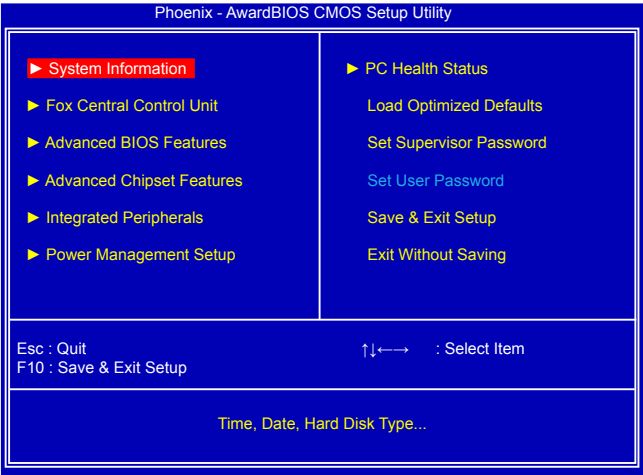 Phoenix - AwardBIOS CMOS Setup Utility
► System Information
► Fox Central Control Unit
► Advanced BIOS Features
► Advanced Chipset Features
► Integrated Peripherals
► Power Management Setup
► PC Health Status
Load Optimized Defaults
Set Supervisor Password
Set User Password
Save & Exit Setup
Exit Without Saving
Esc : Quit
F10 : Save & Exit Setup
↑↓←→ : Select Item
Time, Date, Hard Disk Type...